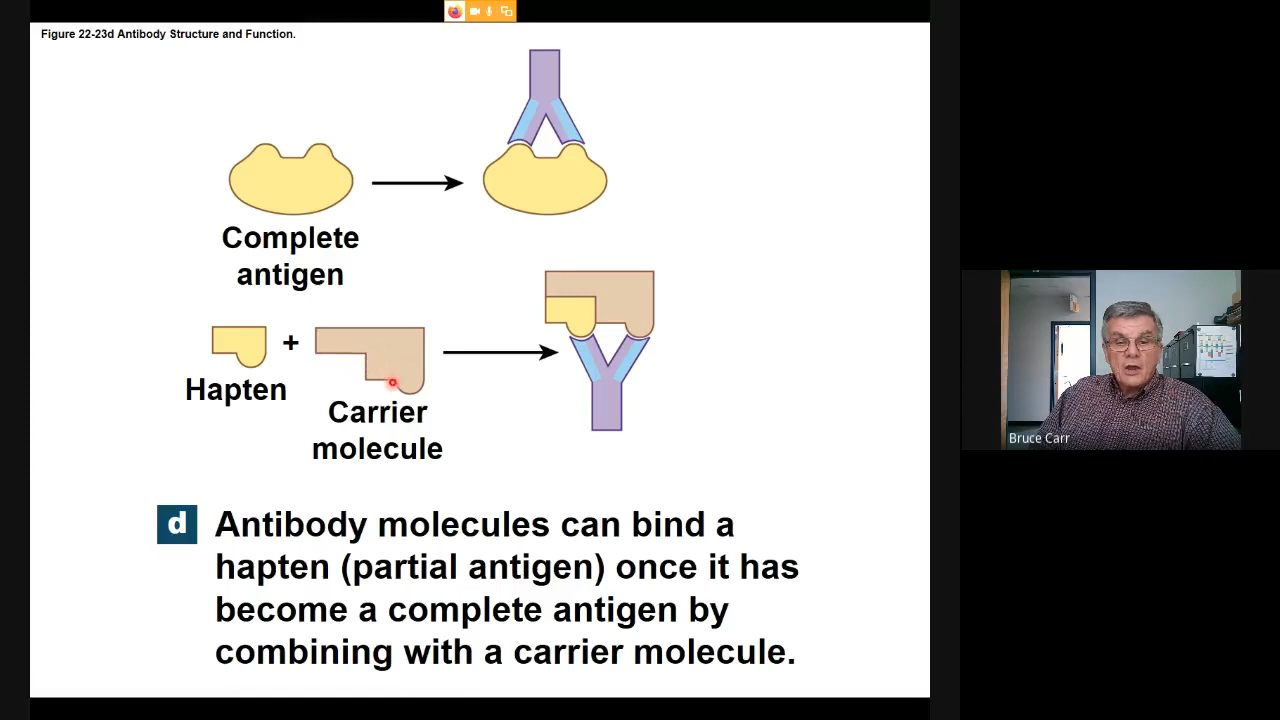 Figure 22-23d Antibody Structure and Function.
Complete
antigen
Hapten
+
Carrier
molecule
d
Antibody molecules can bind a
hapten (partial antigen) once it has
become a complete antigen by
combining with a carrier molecule.
Bruce Carr